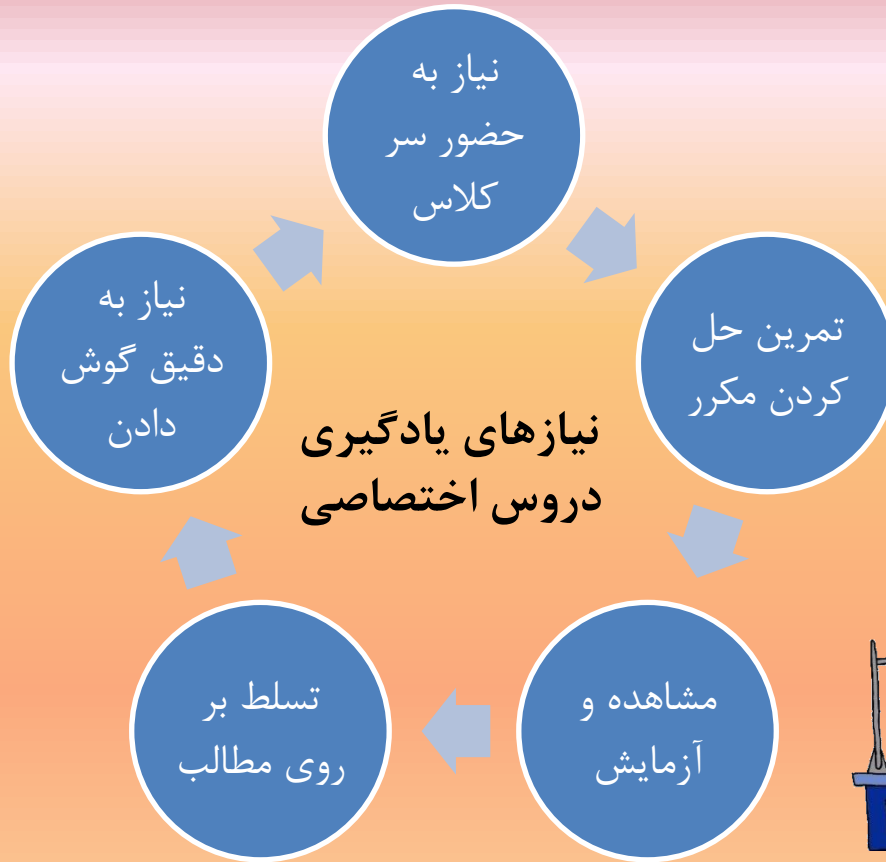 نیاز به
حضور سر
کلاس
تمرین حل
کردن مکرر
مشاهده و
آزمایش
تسلط بر
روی مطالب
نیاز به
دقیق گوش
دادن
نیازهای یادگیری
دروس اختصاصی